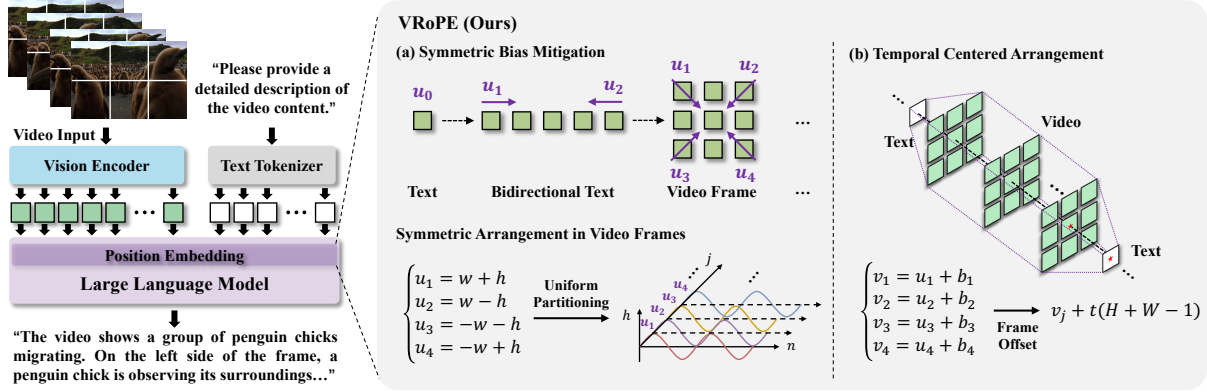 “Please provide a
detailed description of
the video content.”
Video Input
Vision Encoder
Text Tokenizer
...
...
Position Embedding
Large Language Model
“The video shows a group of penguin chicks
migrating. On the left side of the frame, a
penguin chick is observing its surroundings…”
VRoPE (Ours)
(a) Symmetric Bias Mitigation
u0
u1
u2
u1
u2
u3
u4
...
Text
Bidirectional Text
Video Frame
...
Symmetric Arrangement in Video Frames
u1 = w + h
u2 = w − h
u3 = −w − h
u4 = −w + h
Uniform
Partitioning
j
u4
u3
u2
u1
h
n
...
...
(b) Temporal Centered Arrangement
...
Text
Video
...
Text
...
v1 = u1 + b1
v2 = u2 + b2
v3 = u3 + b3
v4 = u4 + b4
Frame
Offset
vj + t(H + W − 1)